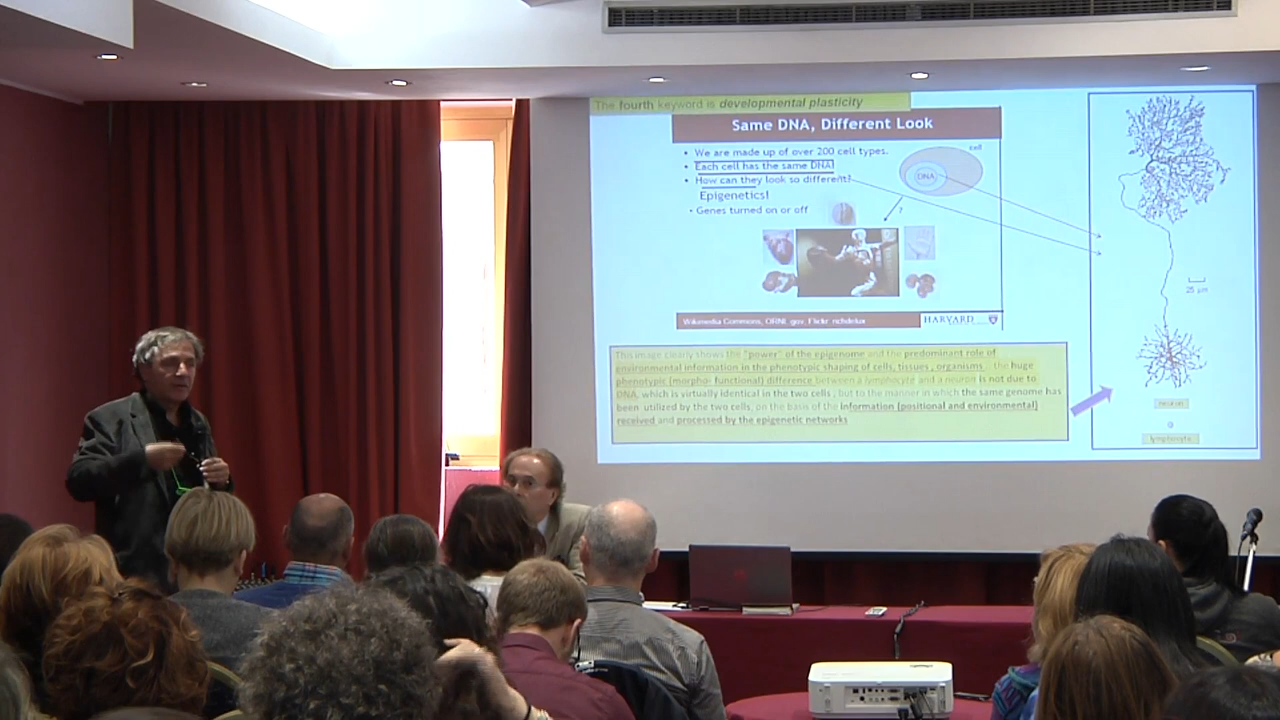 The fourth keyword is developmental plasticity
Same DNA, Different Look
• We are made up of over 200 cell types.
• Each cell has the same DNA!
• How can they look so different?
Epigenetics!
• Genes turned on or off
cell
DNA
?
Wikimedia Commons, ORNL.gov, Flickr: richdelux
HARVARD
This image clearly shows the "power" of the epigenome and the predominant role of
environmental information in the phenotypic shaping of cells, tissues , organisms : the huge
phenotypic (morpho- functional) difference between a lymphocyte and a neuron is not due to
DNA, which is virtually identical in the two cells , but to the manner in which the same genome has
been utilized by the two cells, on the basis of the information (positional and environmental)
received and processed by the epigenetic networks
25 µm
neuron
lymphocyte